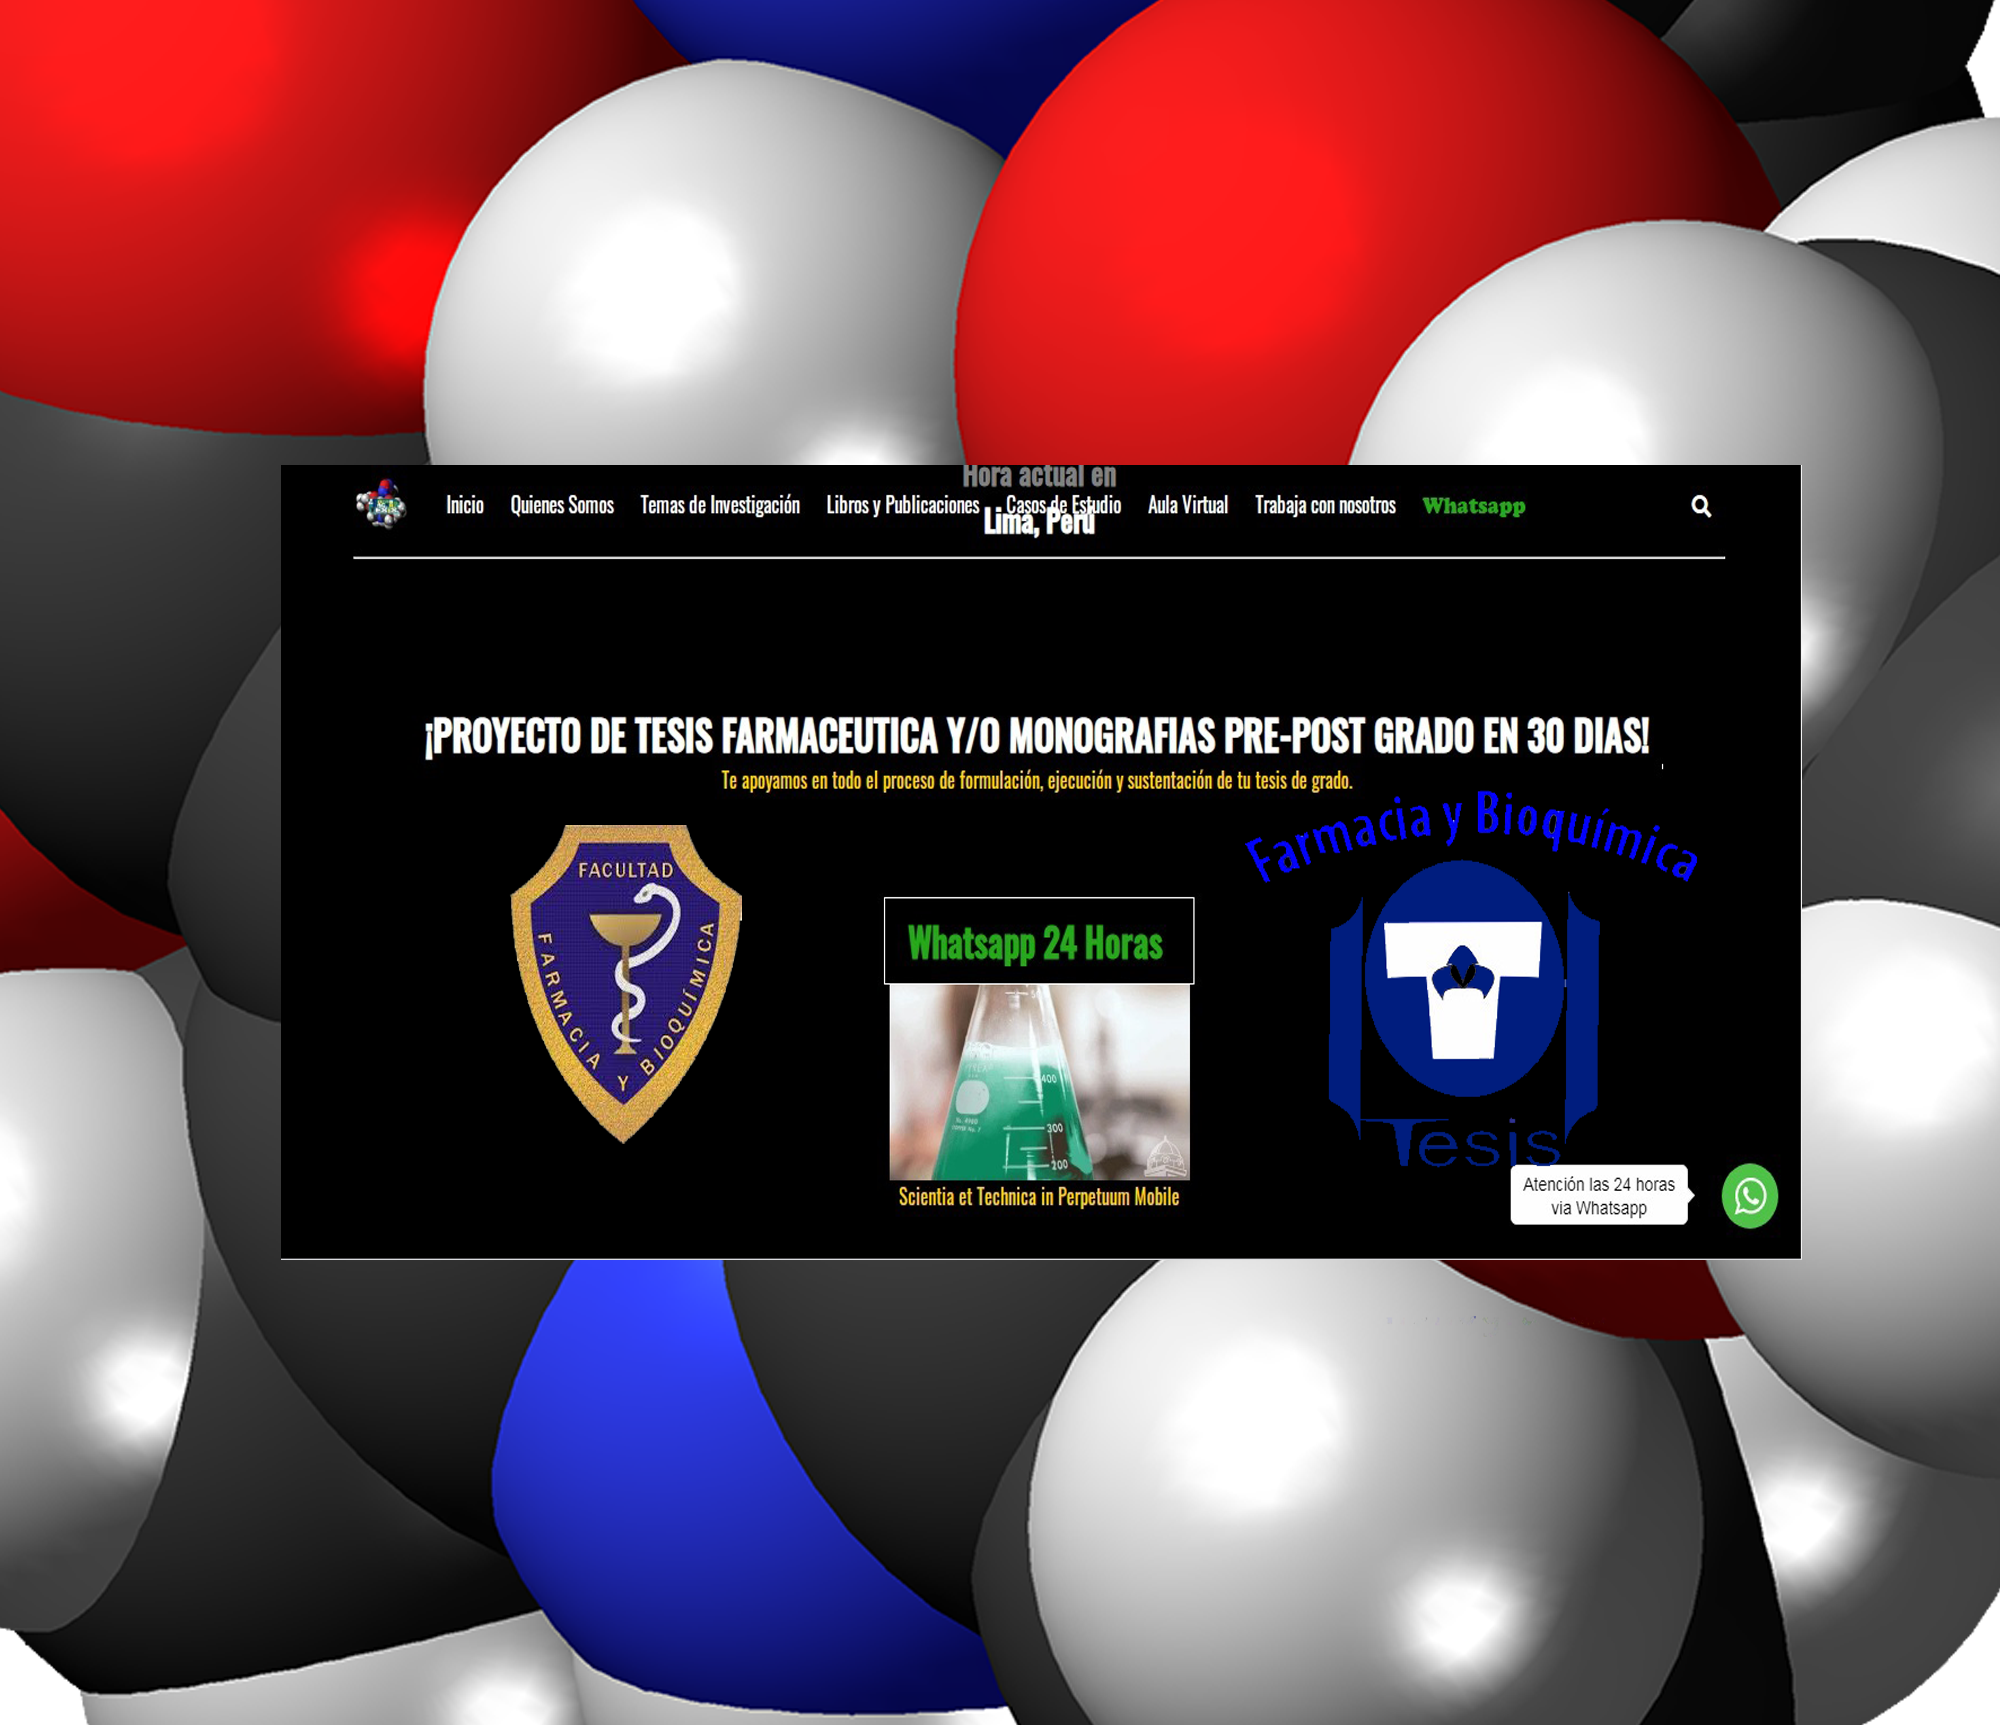 Hora actual en
Lima, Perú
Inicio Quienes Somos Temas de Investigación Libros y Publicaciones Casos de Estudio Aula Virtual Trabaja con nosotros Whatsapp
¡PROYECTO DE TESIS FARMACEUTICA Y/O MONOGRAFIAS PRE-POST GRADO EN 30 DIAS!
Te apoyamos en todo el proceso de formulación, ejecución y sustentación de tu tesis de grado.
FACULTAD
FARMACIA Y BIOQUÍMICA
Whatsapp 24 Horas
400
300
200
Scientia et Technica in Perpetuum Mobile
Farmacia y Bioquímica
Tesis
Atención las 24 horas
via Whatsapp